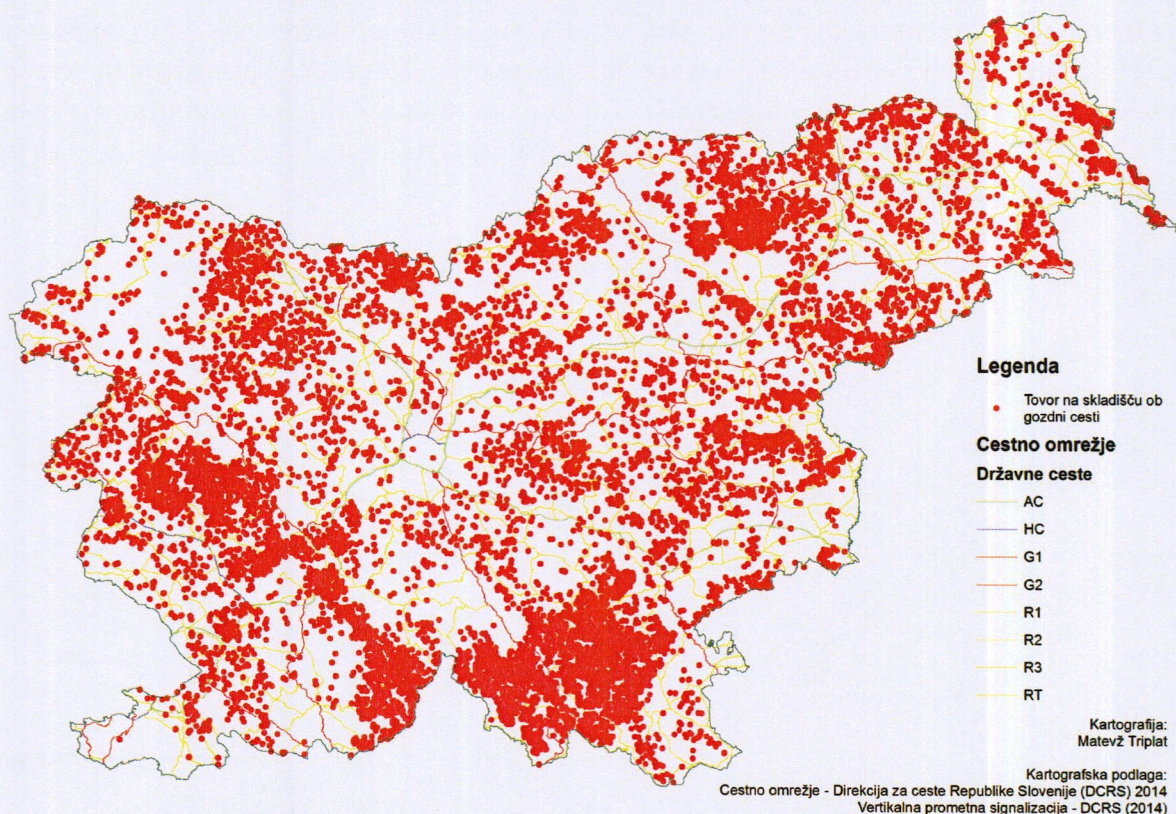 Legenda
Tovor na skladišču ob
gozdni cesti
Cestno omrežje
Državne ceste
AC
HC
G1
G2
R1
R2
R3
RT
Kartografija:
Matevž Triplat
Kartografska podlaga:
Cestno omrežje - Direkcija za ceste Republike Slovenije (DCRS) 2014
Vertikalna prometna signalizacija - DCRS (2014)